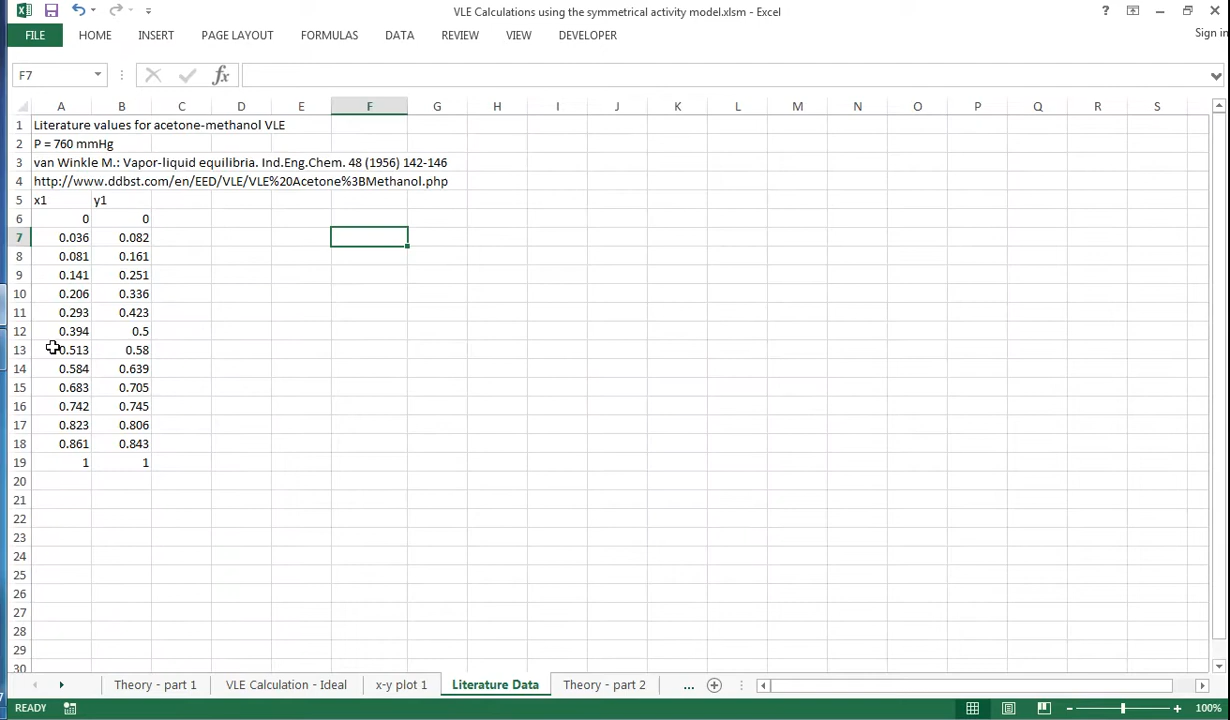 VLE Calculations using the symmetrical activity model.xlsm - Excel
?
FILE HOME INSERT PAGE LAYOUT FORMULAS DATA REVIEW VIEW DEVELOPER Sign in
F7 fx
A B C D E F G H I J K L M N O P Q R S
1 Literature values for acetone-methanol VLE
2 P = 760 mmHg
3 van Winkle M.: Vapor-liquid equilibria. Ind.Eng.Chem. 48 (1956) 142-146
4 http://www.ddbst.com/en/EED/VLE/VLE%20Acetone%3BMethanol.php
5 x1 y1
6 0 0
7 0.036 0.082
8 0.081 0.161
9 0.141 0.251
10 0.206 0.336
11 0.293 0.423
12 0.394 0.5
13 0.513 0.58
14 0.584 0.639
15 0.683 0.705
16 0.742 0.745
17 0.823 0.806
18 0.861 0.843
19 1 1
20
21
22
23
24
25
26
27
28
29
30
Theory - part 1 VLE Calculation - Ideal x-y plot 1 Literature Data Theory - part 2 ...
READY 100%